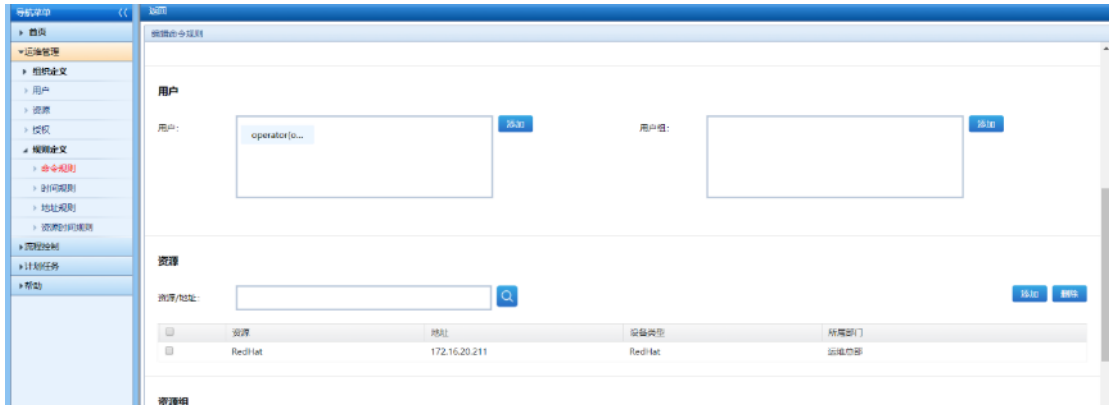 导航菜单
返回
首页
编辑命令规则
运维管理
组织定义
用户
资源
授权
规则定义
命令规则
时间规则
地址规则
资源时间规则
流程控制
计划任务
帮助
用户
用户:
operator(o...
添加
用户组:
添加
资源
资源/地址:
添加 删除
资源 地址 设备类型 所属部门
RedHat 172.16.20.211 RedHat 运维总部
资源组